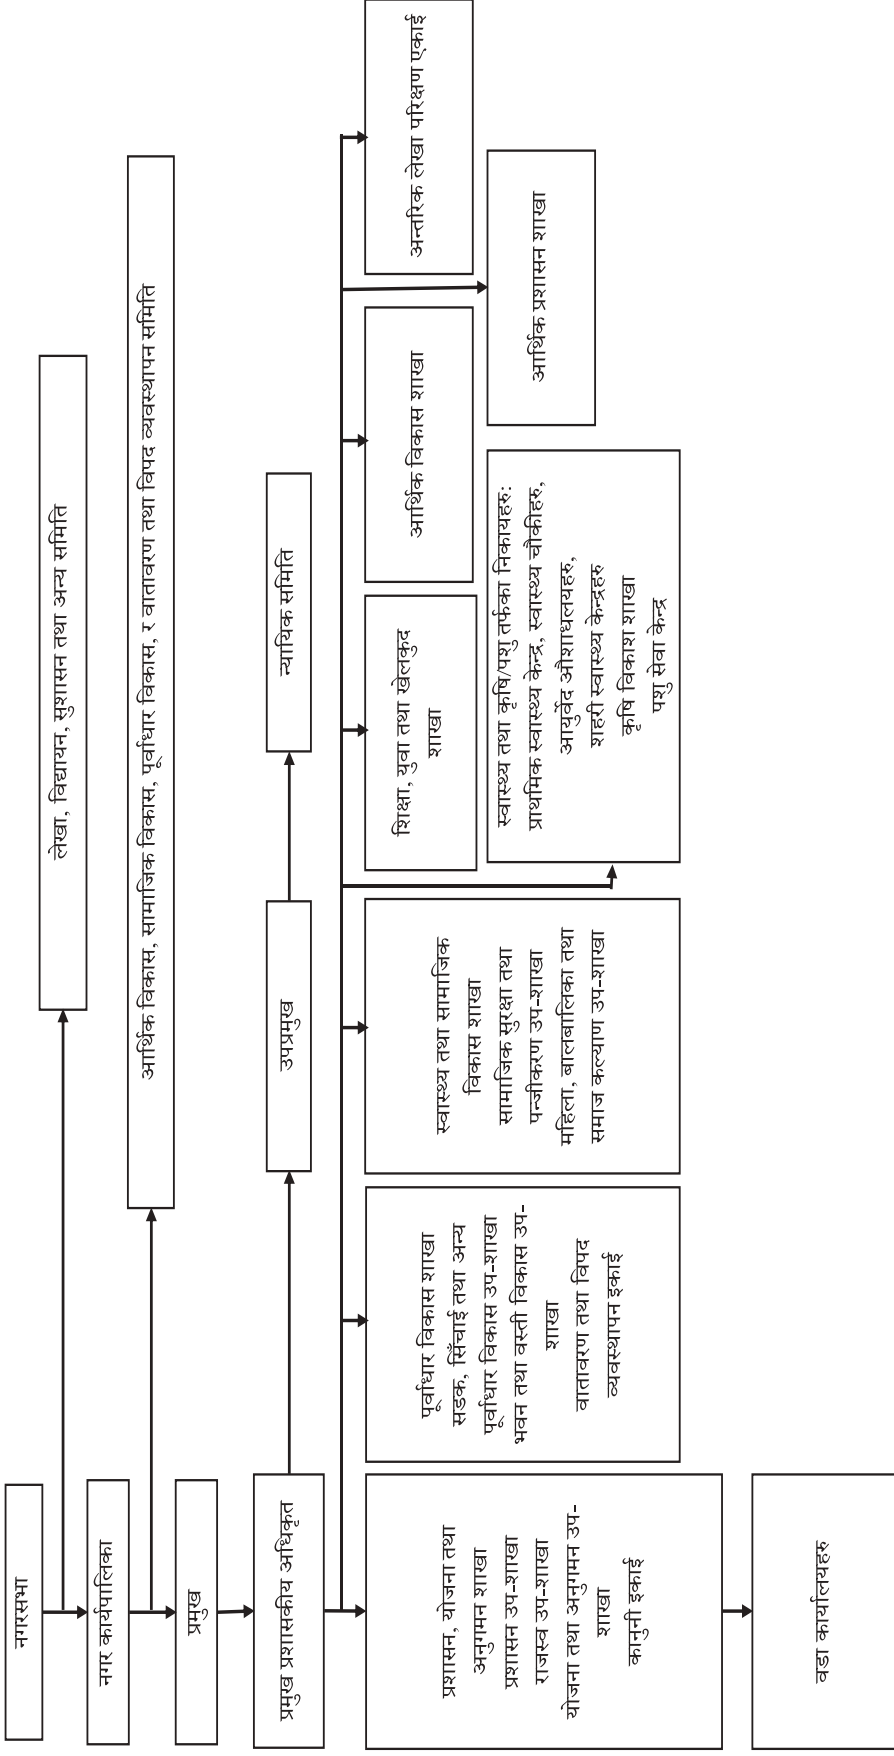 नगरसभा
लेखा, विद्यायन, सुशासन तथा अन्य समिति
नगर कार्यपालिका
आर्थिक विकास, सामाजिक विकास, पूर्वाधार विकास, र वातावरण तथा विपद व्यवस्थापन समिति
प्रमुख
प्रमुख प्रशासकीय अधिकृत
उपप्रमुख
न्यायिक समिति
प्रशासन, योजना तथा
अनुगमन शाखा
प्रशासन उप-शाखा
राजस्व उप-शाखा
योजना तथा अनुगमन उप-
शाखा
कानुनी इकाई
पूर्वाधार विकास शाखा
सडक, सिँचाई तथा अन्य
पूर्वाधार विकास उप-शाखा
भवन तथा वस्ती विकास उप-
शाखा
वातावरण तथा विपद
व्यवस्थापन इकाई
स्वास्थ्य तथा सामाजिक
विकास शाखा
सामाजिक सुरक्षा तथा
पन्जीकरण उप-शाखा
महिला, बालबालिका तथा
समाज कल्याण उप-शाखा
शिक्षा, युवा तथा खेलकुद
शाखा
आर्थिक विकास शाखा
अन्तरिक लेखा परिक्षण एकाई
स्वास्थ्य तथा कृषि/पशु तर्फका निकायहरु:
प्राथमिक स्वास्थ्य केन्द्र, स्वास्थ्य चौकीहरु,
आयुर्वेद औशाधलयहरु,
शहरी स्वास्थ्य केन्द्रहरु
कृषि विकाश शाखा
पशु सेवा केन्द्र
आर्थिक प्रशासन शाखा
वडा कार्यालयहरु